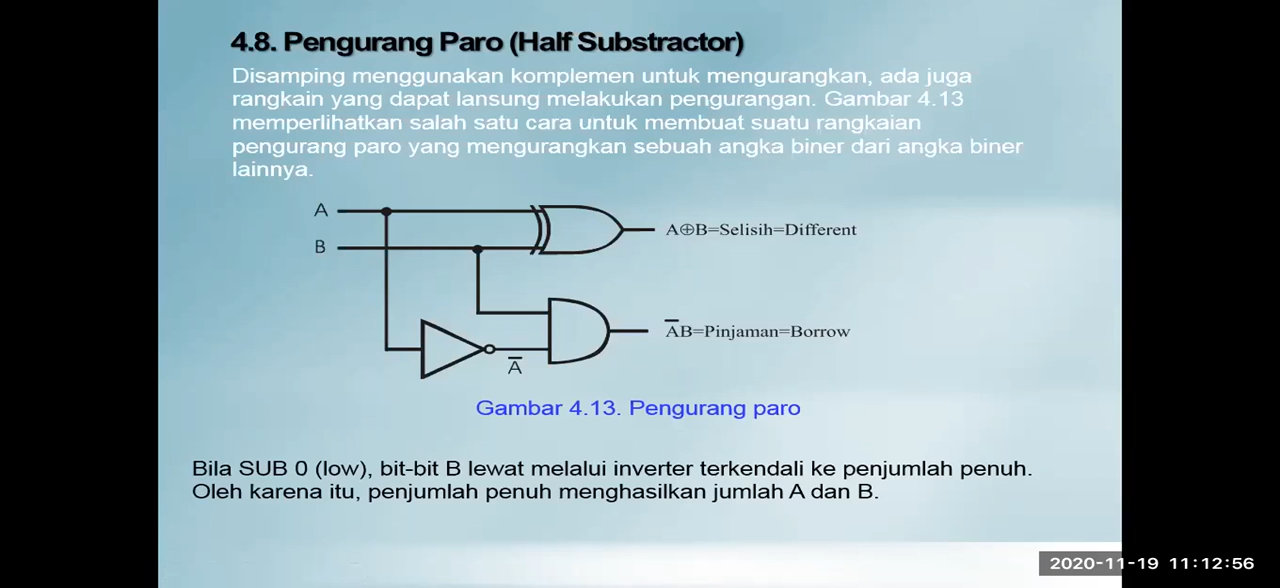 4.8. Pengurang Paro (Half Substractor)
Disamping menggunakan komplemen untuk mengurangkan, ada juga
rangkain yang dapat lansung melakukan pengurangan. Gambar 4.13
memperlihatkan salah satu cara untuk membuat suatu rangkaian
pengurang paro yang mengurangkan sebuah angka biner dari angka biner
lainnya.
A
A⊕B=Selisih=Different
B
A̅B=Pinjaman=Borrow
A̅
Gambar 4.13. Pengurang paro
Bila SUB 0 (low), bit-bit B lewat melalui inverter terkendali ke penjumlah penuh.
Oleh karena itu, penjumlah penuh menghasilkan jumlah A dan B.
2020-11-19 11:12:56